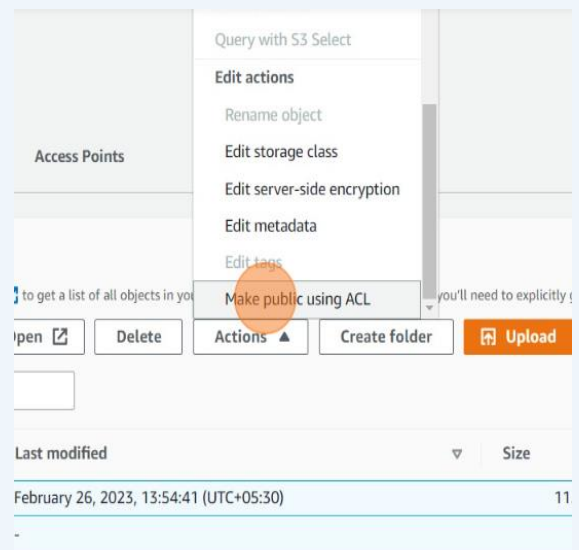 Query with S3 Select
Edit actions
Rename object
Access Points
Edit storage class
Edit server-side encryption
Edit metadata
Edit tags
to get a list of all objects in you
Make public using ACL
you'll need to explicitly g
Open
Delete
Actions
Create folder
Upload
Last modified
Size
February 26, 2023, 13:54:41 (UTC+05:30)
11
-